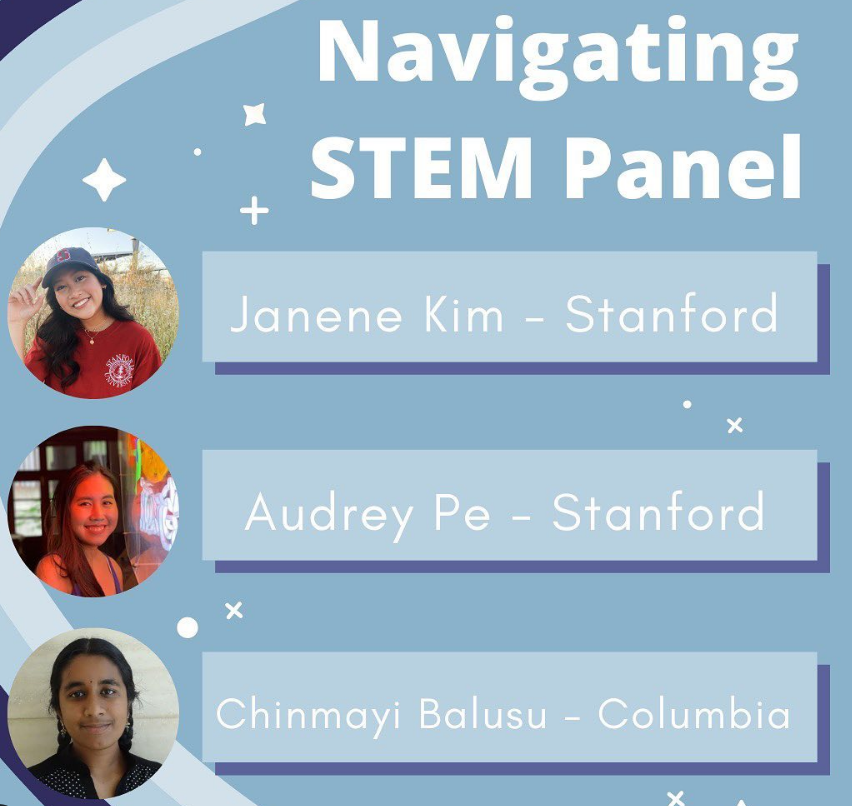 Navigating
STEM Panel
Janene Kim - Stanford
Audrey Pe - Stanford
Chinmayi Balusu - Columbia